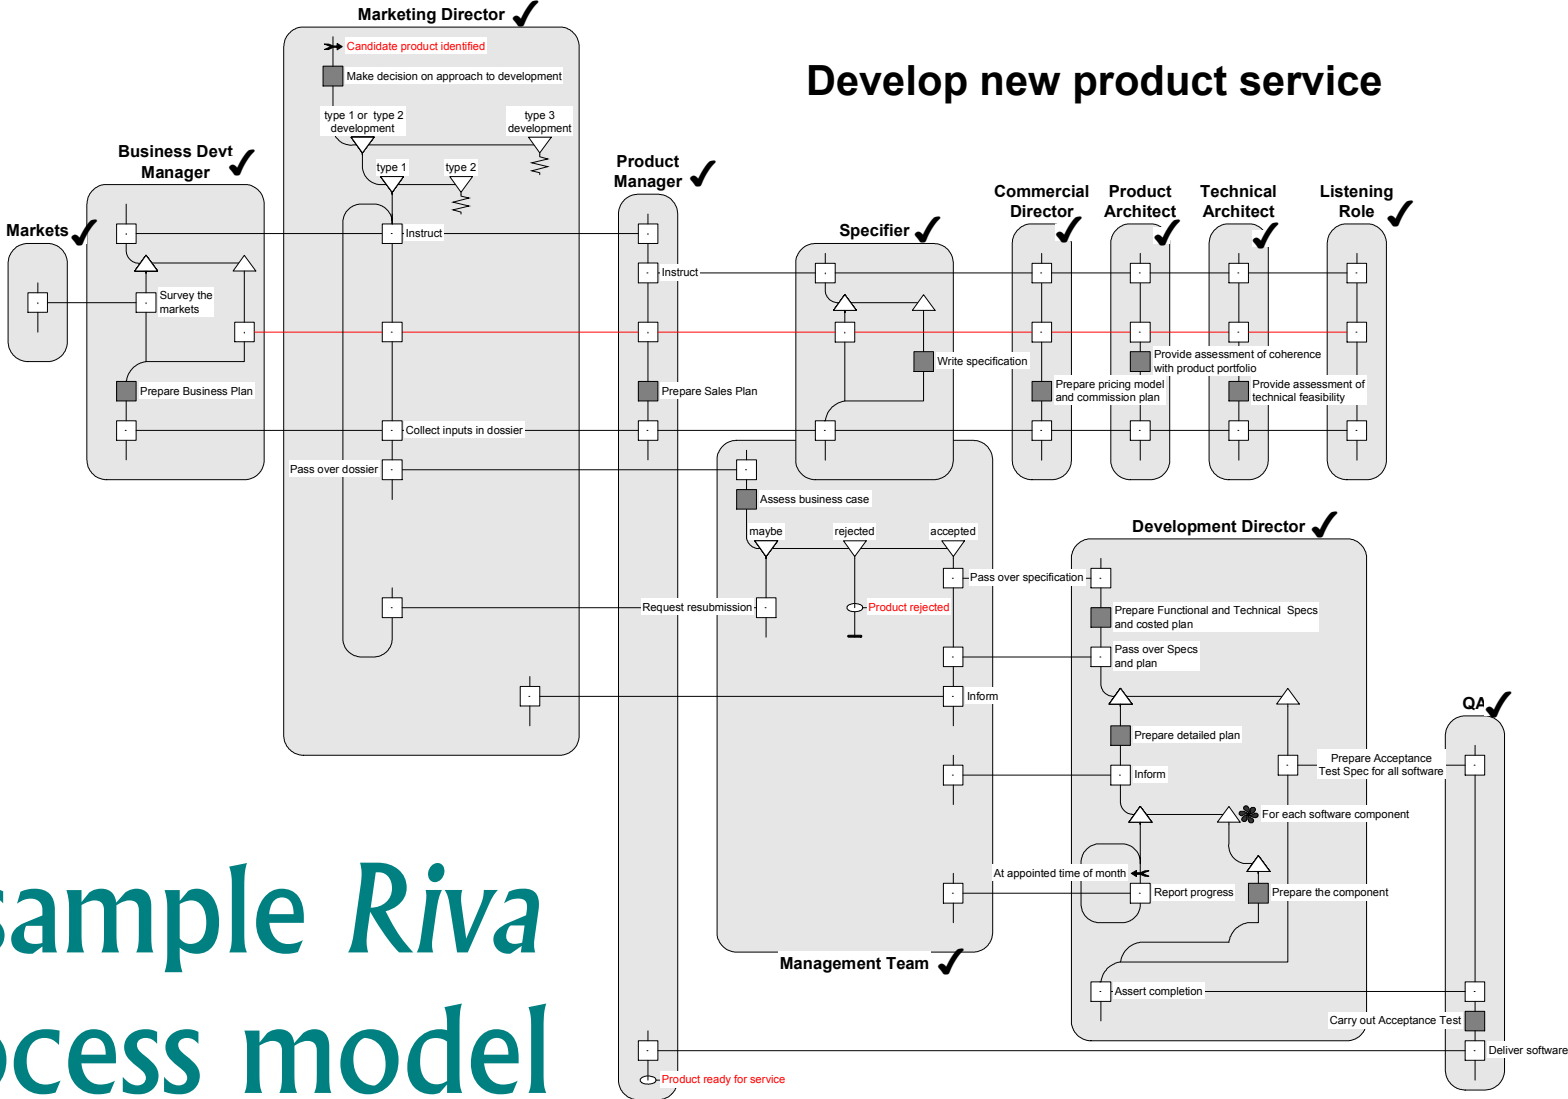 Marketing Director
Candidate product identified
Make decision on approach to development
Develop new product service
type 1 or type 2
development
type 3
development
Business Devt
Manager
type 1
type 2
Product
Manager
Commercial
Director
Product
Architect
Technical
Architect
Listening
Role
Markets
Specifier
Instruct
Instruct
Survey the
markets
Write specification
Provide assessment of coherence
with product portfolio
Prepare Business Plan
Prepare Sales Plan
Prepare pricing model
and commission plan
Provide assessment of
technical feasibility
Collect inputs in dossier
Pass over dossier
Assess business case
Development Director
maybe
rejected
accepted
Pass over specification
Request resubmission
Product rejected
Prepare Functional and Technical Specs
and costed plan
Pass over Specs
and plan
Inform
QA
Prepare detailed plan
Inform
Prepare Acceptance
Test Spec for all software
For each software component
At appointed time of month
Report progress
Prepare the component
sample Riva
Management Team
Assert completion
Carry out Acceptance Test
ocess model
Deliver software
Product ready for service